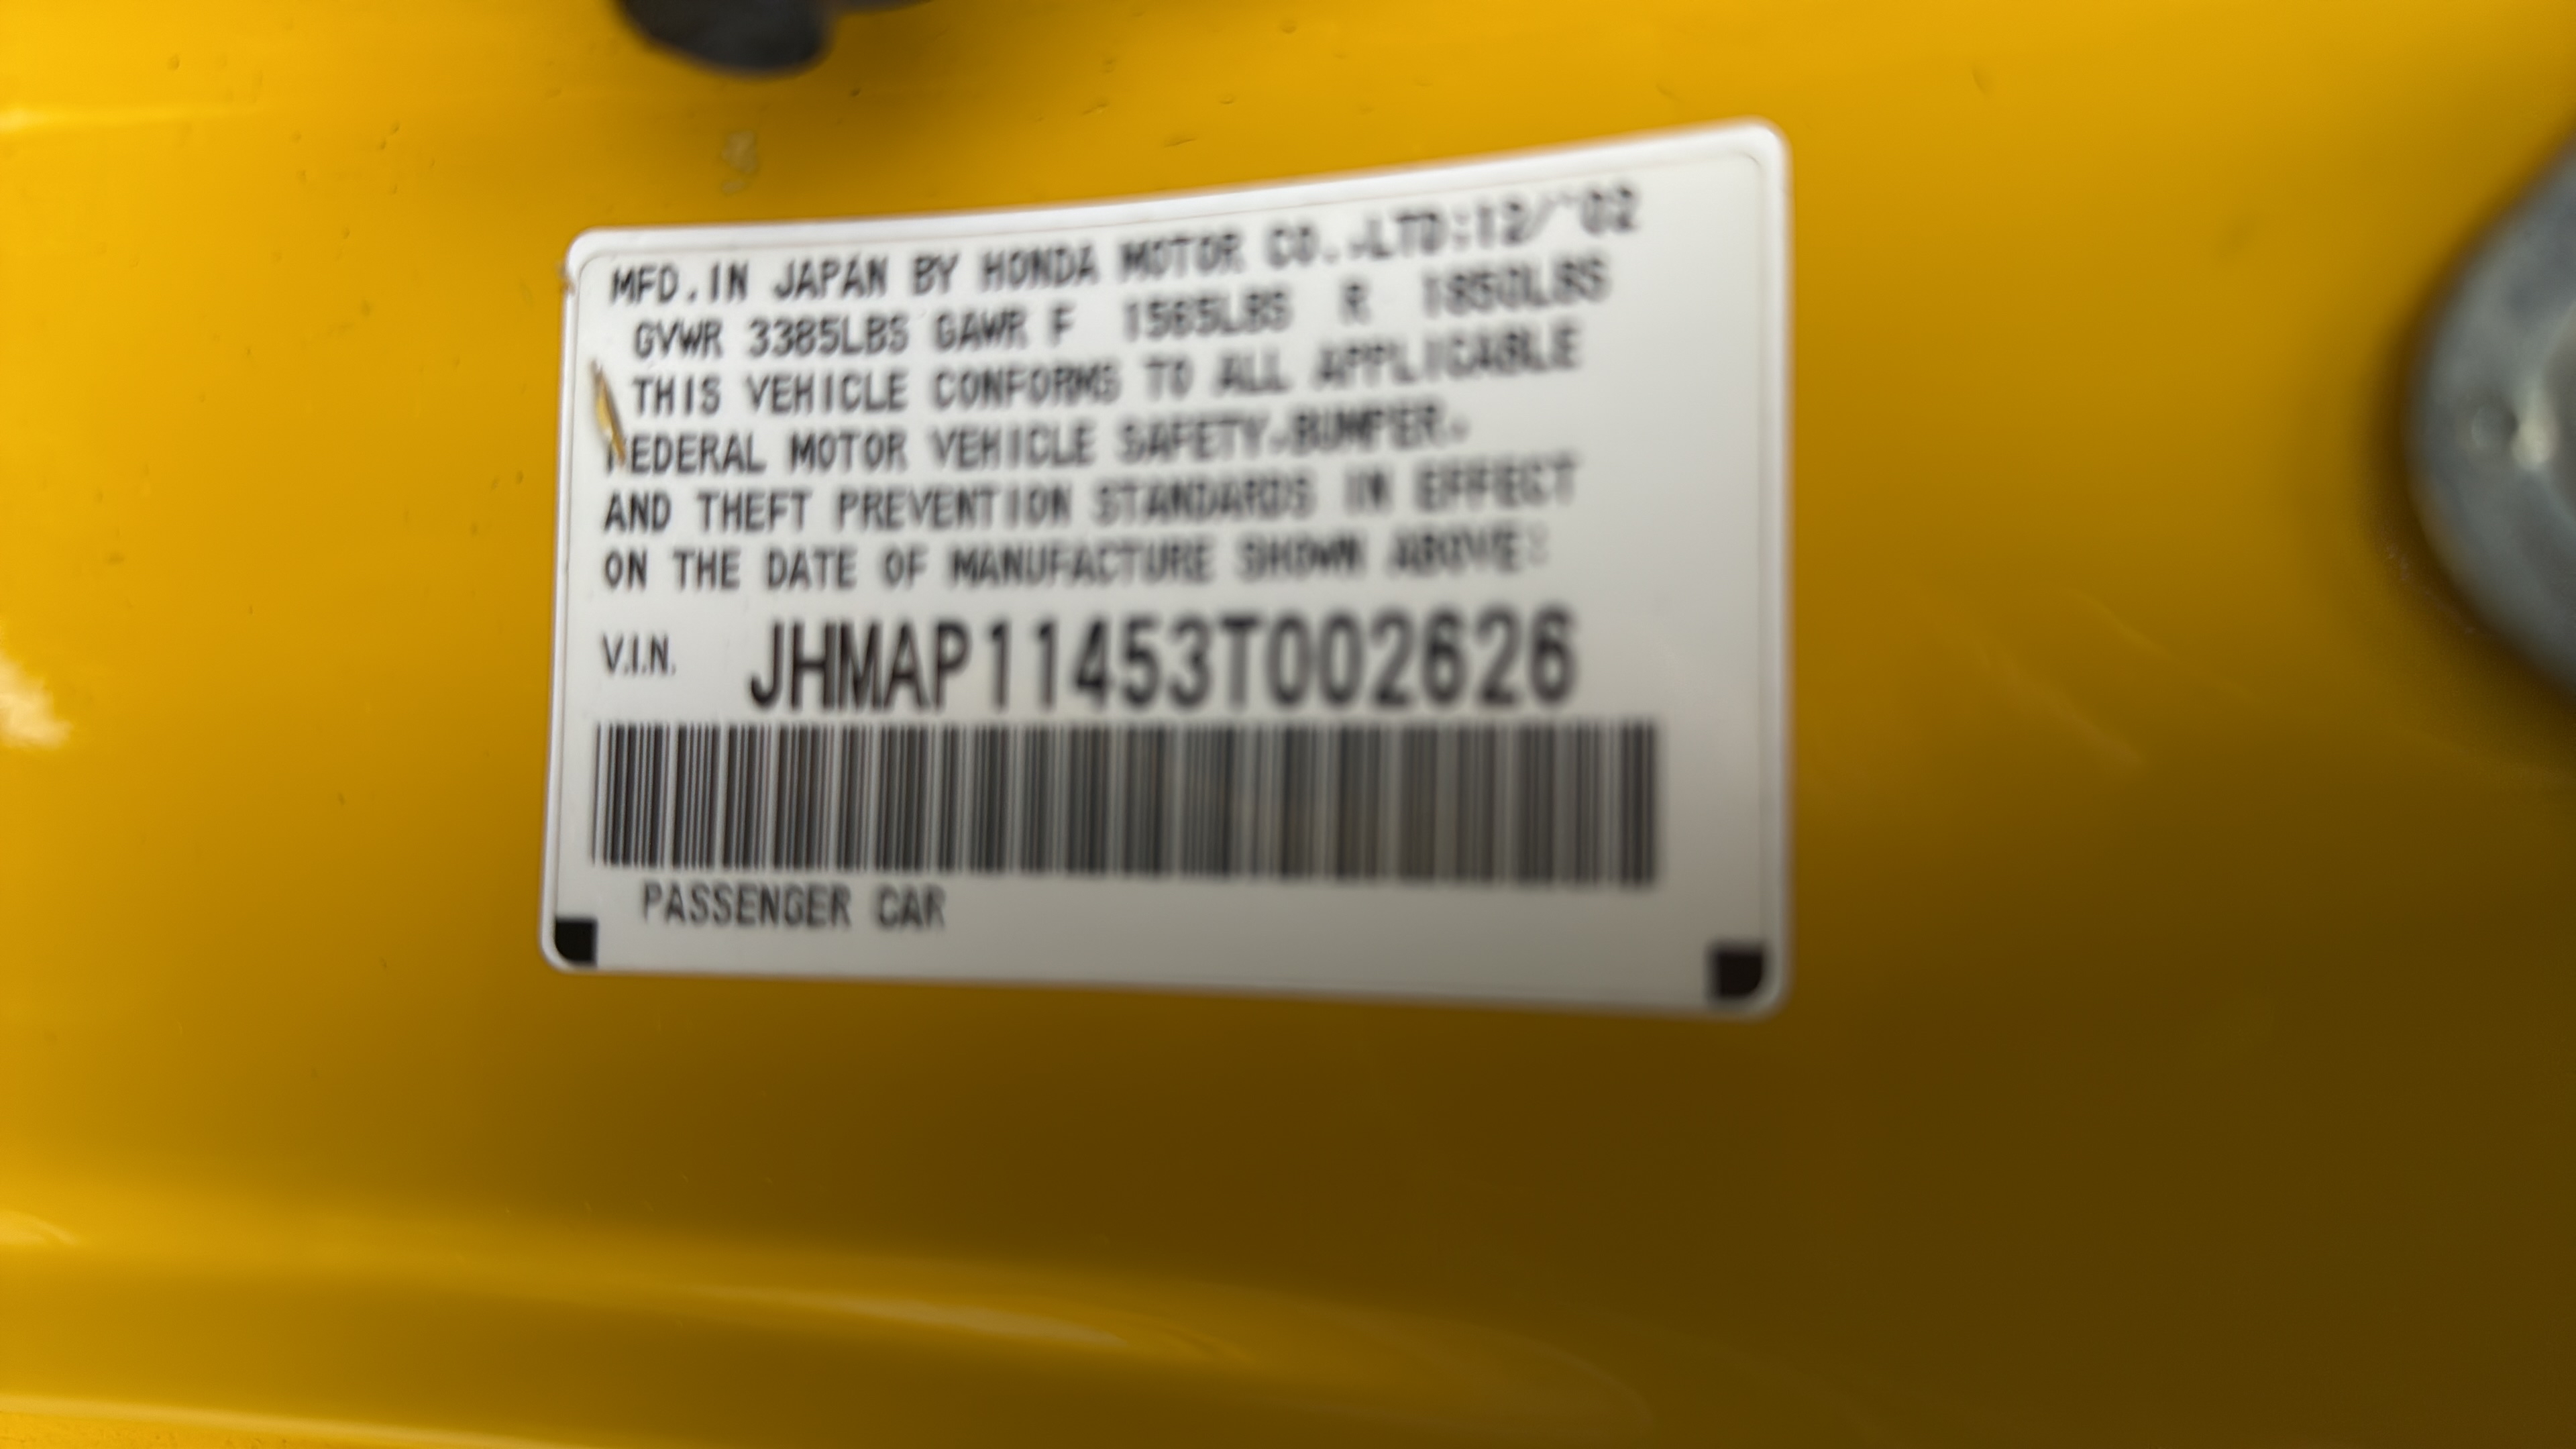 MFD.IN JAPAN BY HONDA MOTOR CO.,LTD:12/'02
GVWR 3385LBS GAWR F 1565LBS R 1850LBS
THIS VEHICLE CONFORMS TO ALL APPLICABLE
FEDERAL MOTOR VEHICLE SAFETY,BUMPER,
AND THEFT PREVENTION STANDARDS IN EFFECT
ON THE DATE OF MANUFACTURE SHOWN ABOVE:
V.I.N. JHMAP11453T002626
PASSENGER CAR